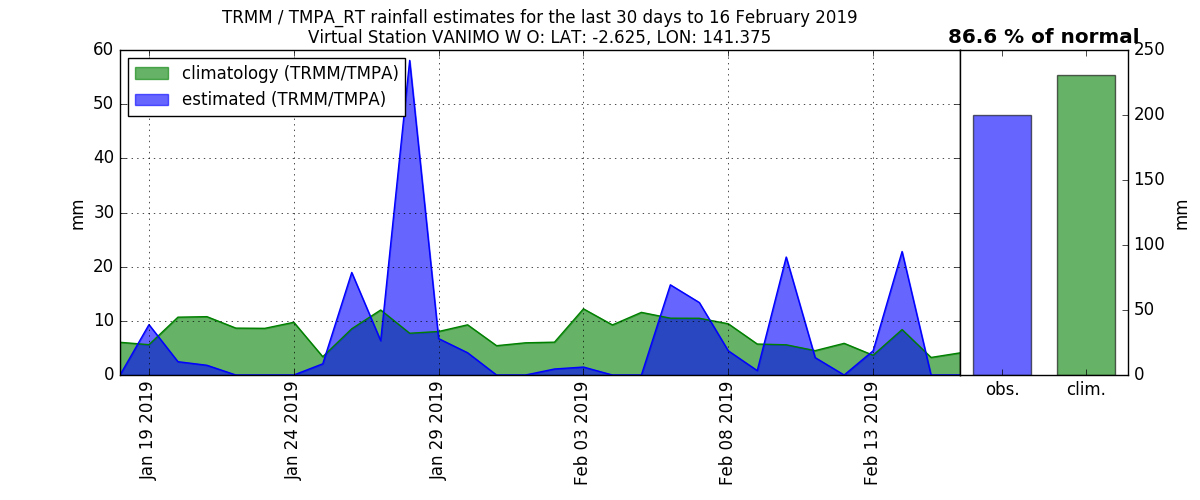 TRMM / TMPA_RT rainfall estimates for the last 30 days to 16 February 2019
Virtual Station VANIMO W O: LAT: -2.625, LON: 141.375
86.6 % of normal
climatology (TRMM/TMPA)
estimated (TRMM/TMPA)
60
50
40
30
20
10
0
mm
Jan 19 2019
Jan 24 2019
Jan 29 2019
Feb 03 2019
Feb 08 2019
Feb 13 2019
250
200
150
100
50
0
mm
obs.
clim.